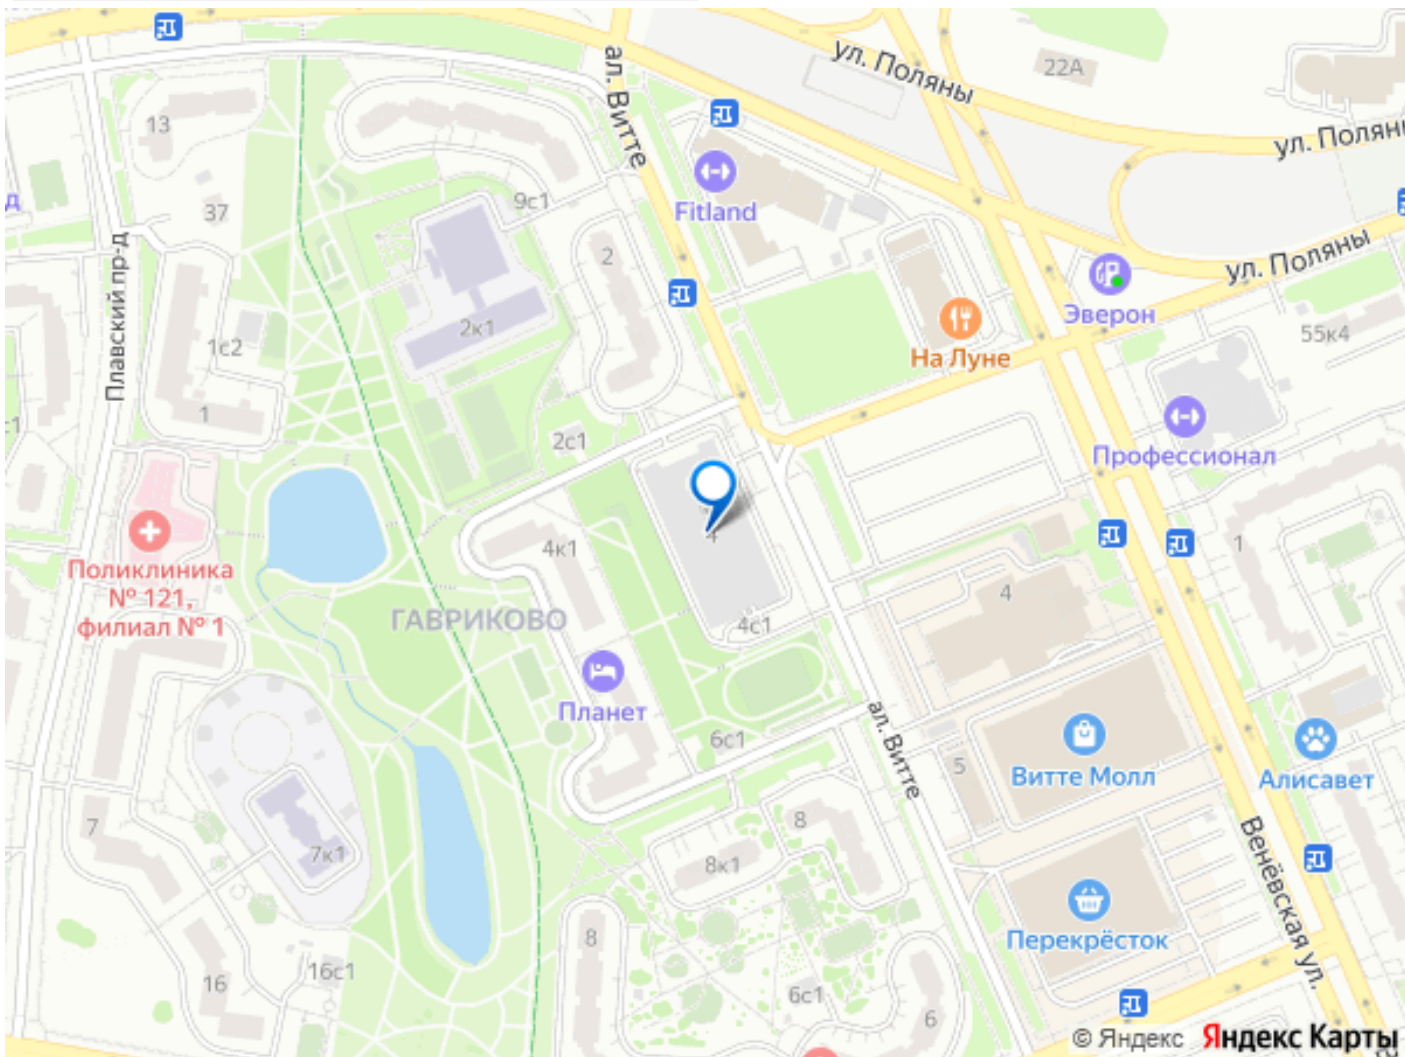 ул. Поляны
22А
ал. Витте
13
ул. Поляны
Fitland
9с1
37
д
Плавский пр-д
2
ул. Поляны
Эверон
2к1
1с2
На Луне
55к4
1
с1
2с1
Профессионал
4
4к1
1
Поликлиника
№ 121,
филиал № 1
ГАВРИКОВО
4с1
4
Планет
6с1
ал. Витте
5
Витте Молл
Алисавет
7
7к1
8
8к1
Венёвская ул.
8
Перекрёсток
16с1
16
6с1
6
© Яндекс Яндекс Карты